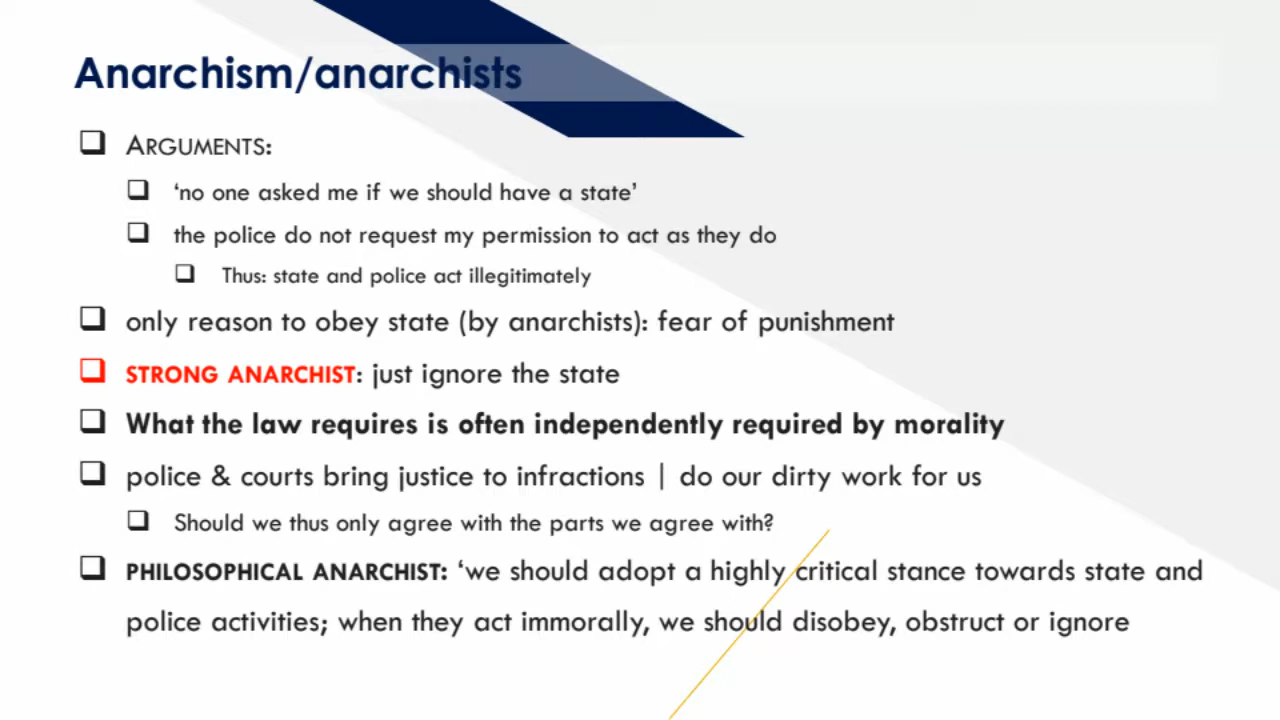 Anarchism/anarchists
ARGUMENTS:
‘no one asked me if we should have a state’
the police do not request my permission to act as they do
Thus: state and police act illegitimately
only reason to obey state (by anarchists): fear of punishment
STRONG ANARCHIST: just ignore the state
What the law requires is often independently required by morality
police & courts bring justice to infractions | do our dirty work for us
Should we thus only agree with the parts we agree with?
PHILOSOPHICAL ANARCHIST: ‘we should adopt a highly critical stance towards state and
police activities; when they act immorally, we should disobey, obstruct or ignore